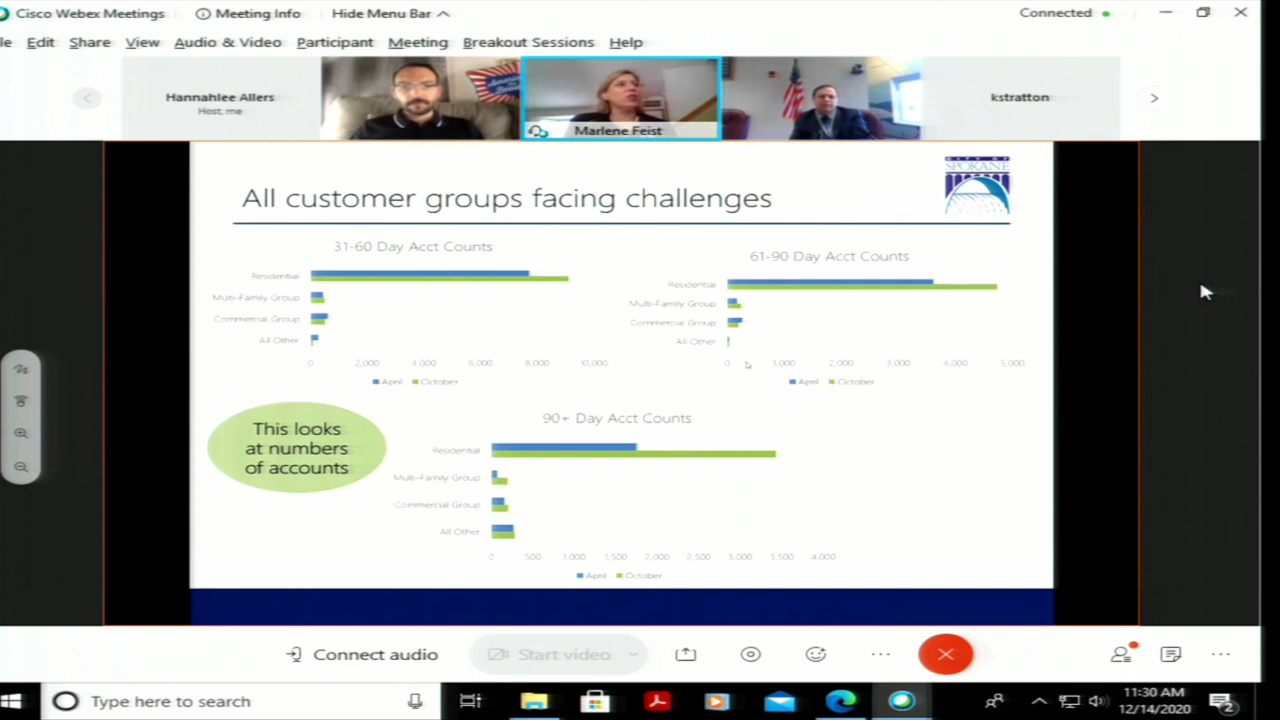 Cisco Webex Meetings
Meeting Info
Hide Menu Bar
Connected
le Edit Share View Audio & Video Participant Meeting Breakout Sessions Help
Hannahlee Allers
Host, me
Marlene Feist
kstratton
CITY OF
SPOKANE
All customer groups facing challenges
31-60 Day Acct Counts
Residential
Multi-Family Group
Commercial Group
All Other
0 2,000 4,000 6,000 8,000 10,000
April October
61-90 Day Acct Counts
Residential
Multi-Family Group
Commercial Group
All Other
0 1,000 2,000 3,000 4,000 5,000
April October
This looks
at numbers
of accounts
90+ Day Acct Counts
Residential
Multi-Family Group
Commercial Group
All Other
0 500 1,000 1,500 2,000 2,500 3,000 3,500 4,000
April October
Connect audio
Start video
Type here to search
11:30 AM
12/14/2020
2